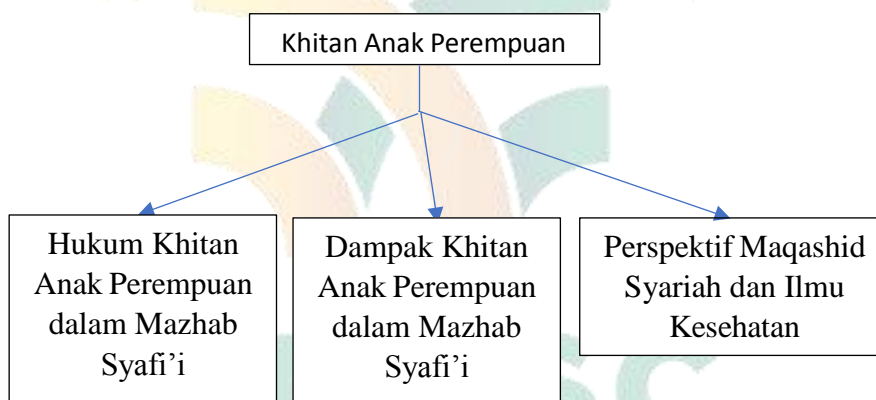 Khitan Anak Perempuan
Hukum Khitan
Anak Perempuan
dalam Mazhab
Syafi’i
Dampak Khitan
Anak Perempuan
dalam Mazhab
Syafi’i
Perspektif Maqashid
Syariah dan Ilmu
Kesehatan